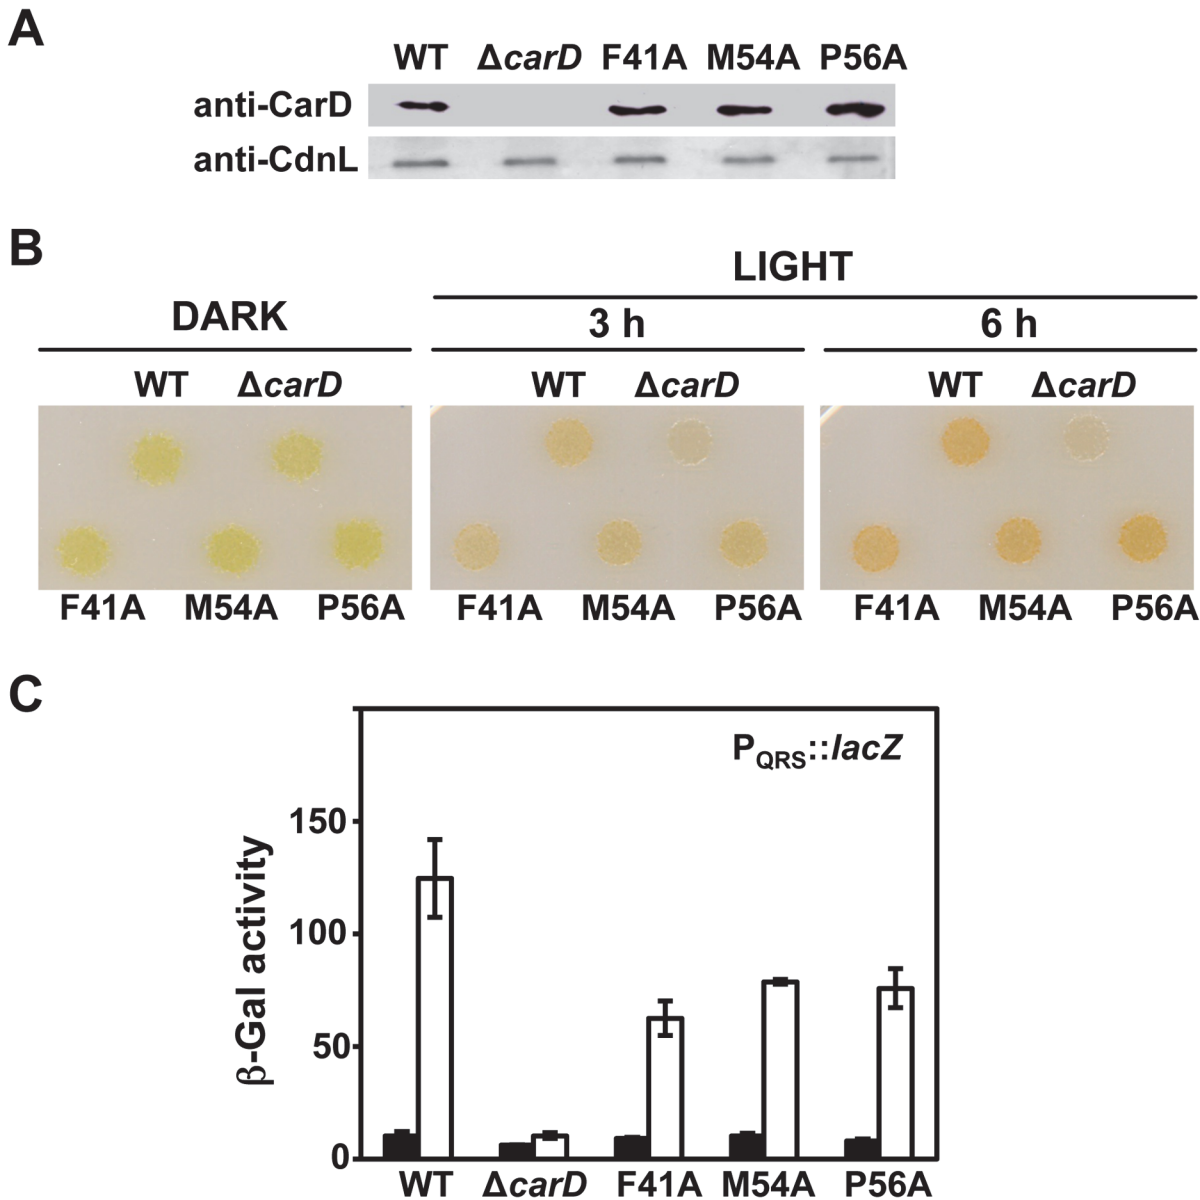 A
WT ΔcarD F41A M54A P56A
anti-CarD
anti-CdnL
B
LIGHT
DARK 3 h 6 h
WT ΔcarD WT ΔcarD WT ΔcarD
F41A M54A P56A F41A M54A P56A F41A M54A P56A
C
PQRS::lacZ
150
100
50
0
β-Gal activity
WT ΔcarD F41A M54A P56A